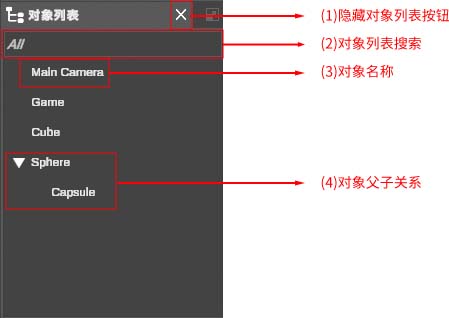 对象列表
(1)隐藏对象列表按钮
All
(2)对象列表搜索
Main Camera
(3)对象名称
Game
Cube
Sphere
Capsule
(4)对象父子关系